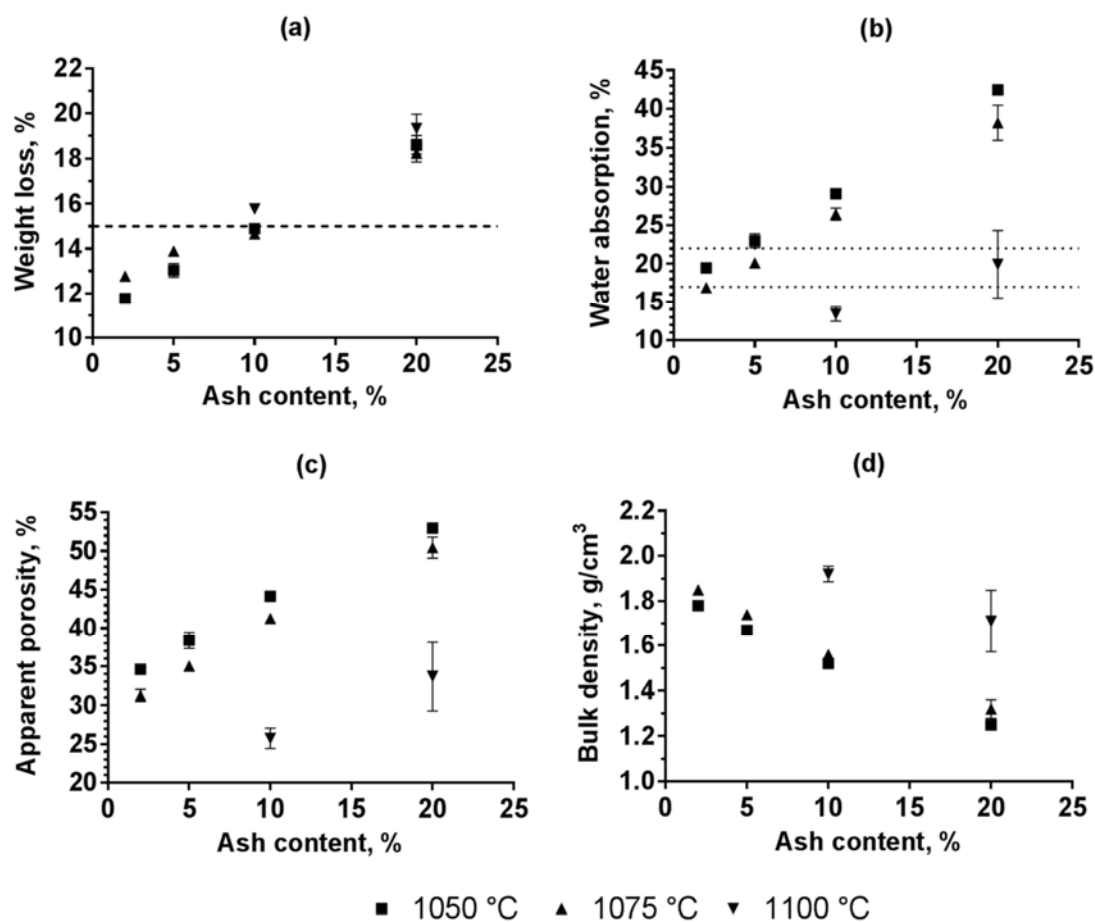 (a)
22
20
18
16
14
12
10
0 5 10 15 20 25
Weight loss, %
Ash content, %
(b)
45
40
35
30
25
20
15
10
0 5 10 15 20 25
Water absorption, %
Ash content, %
(c)
55
50
45
40
35
30
25
20
0 5 10 15 20 25
Apparent porosity, %
Ash content, %
(d)
2.2
2.0
1.8
1.6
1.4
1.2
1.0
0 5 10 15 20 25
Bulk density, g/cm³
Ash content, %
1050 °C 1075 °C 1100 °C